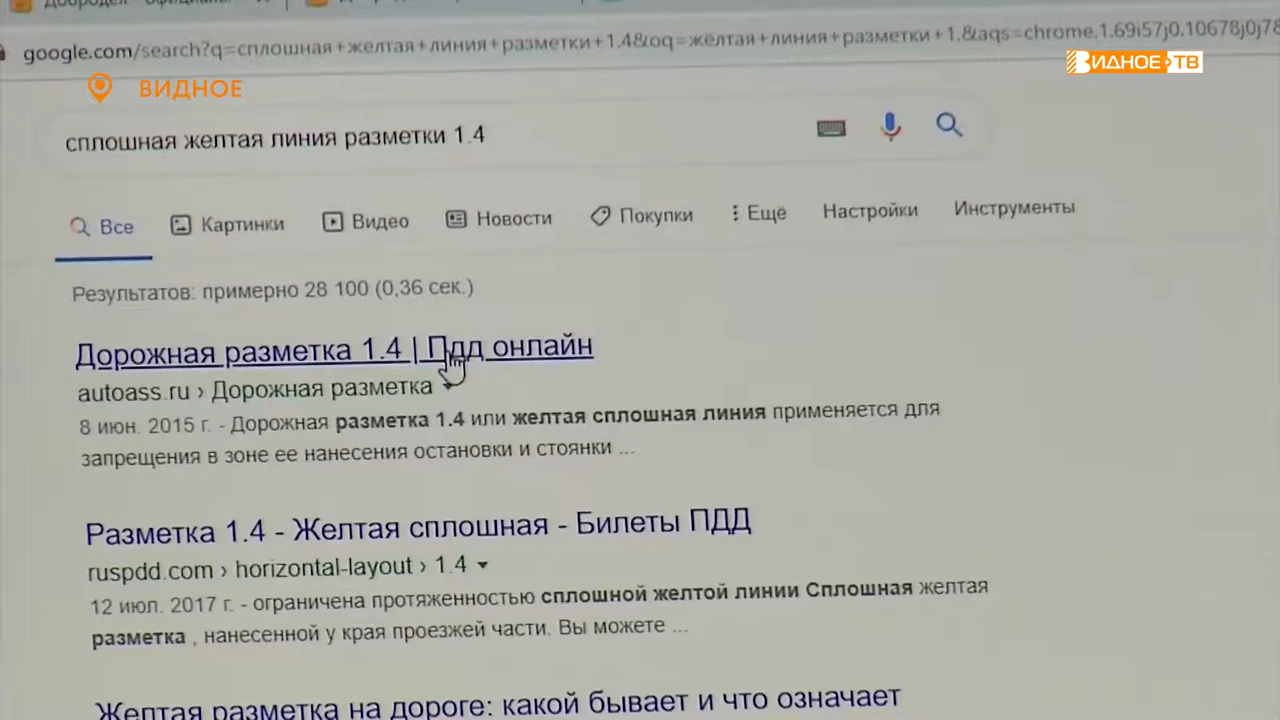 google.com/search?q=сплошная+желтая+линия+разметки+1.4&oq=жёлтая+линия+разметки+1.&aqs=chrome.1.69i57j0.10678j0j78
ВИДНОЕ
ВИДНОЕ ТВ
сплошная желтая линия разметки 1.4
Все Картинки Видео Новости Покупки Ещё Настройки Инструменты
Результатов: примерно 28 100 (0,36 сек.)
Дорожная разметка 1.4 | Пдд онлайн
autoass.ru › Дорожная разметка
8 июн. 2015 г. - Дорожная разметка 1.4 или желтая сплошная линия применяется для
запрещения в зоне ее нанесения остановки и стоянки ...
Разметка 1.4 - Желтая сплошная - Билеты ПДД
ruspdd.com › horizontal-layout › 1.4
12 июл. 2017 г. - ограничена протяженностью сплошной желтой линии Сплошная желтая
разметка , нанесенной у края проезжей части. Вы можете ...
Желтая разметка на дороге: какой бывает и что означает